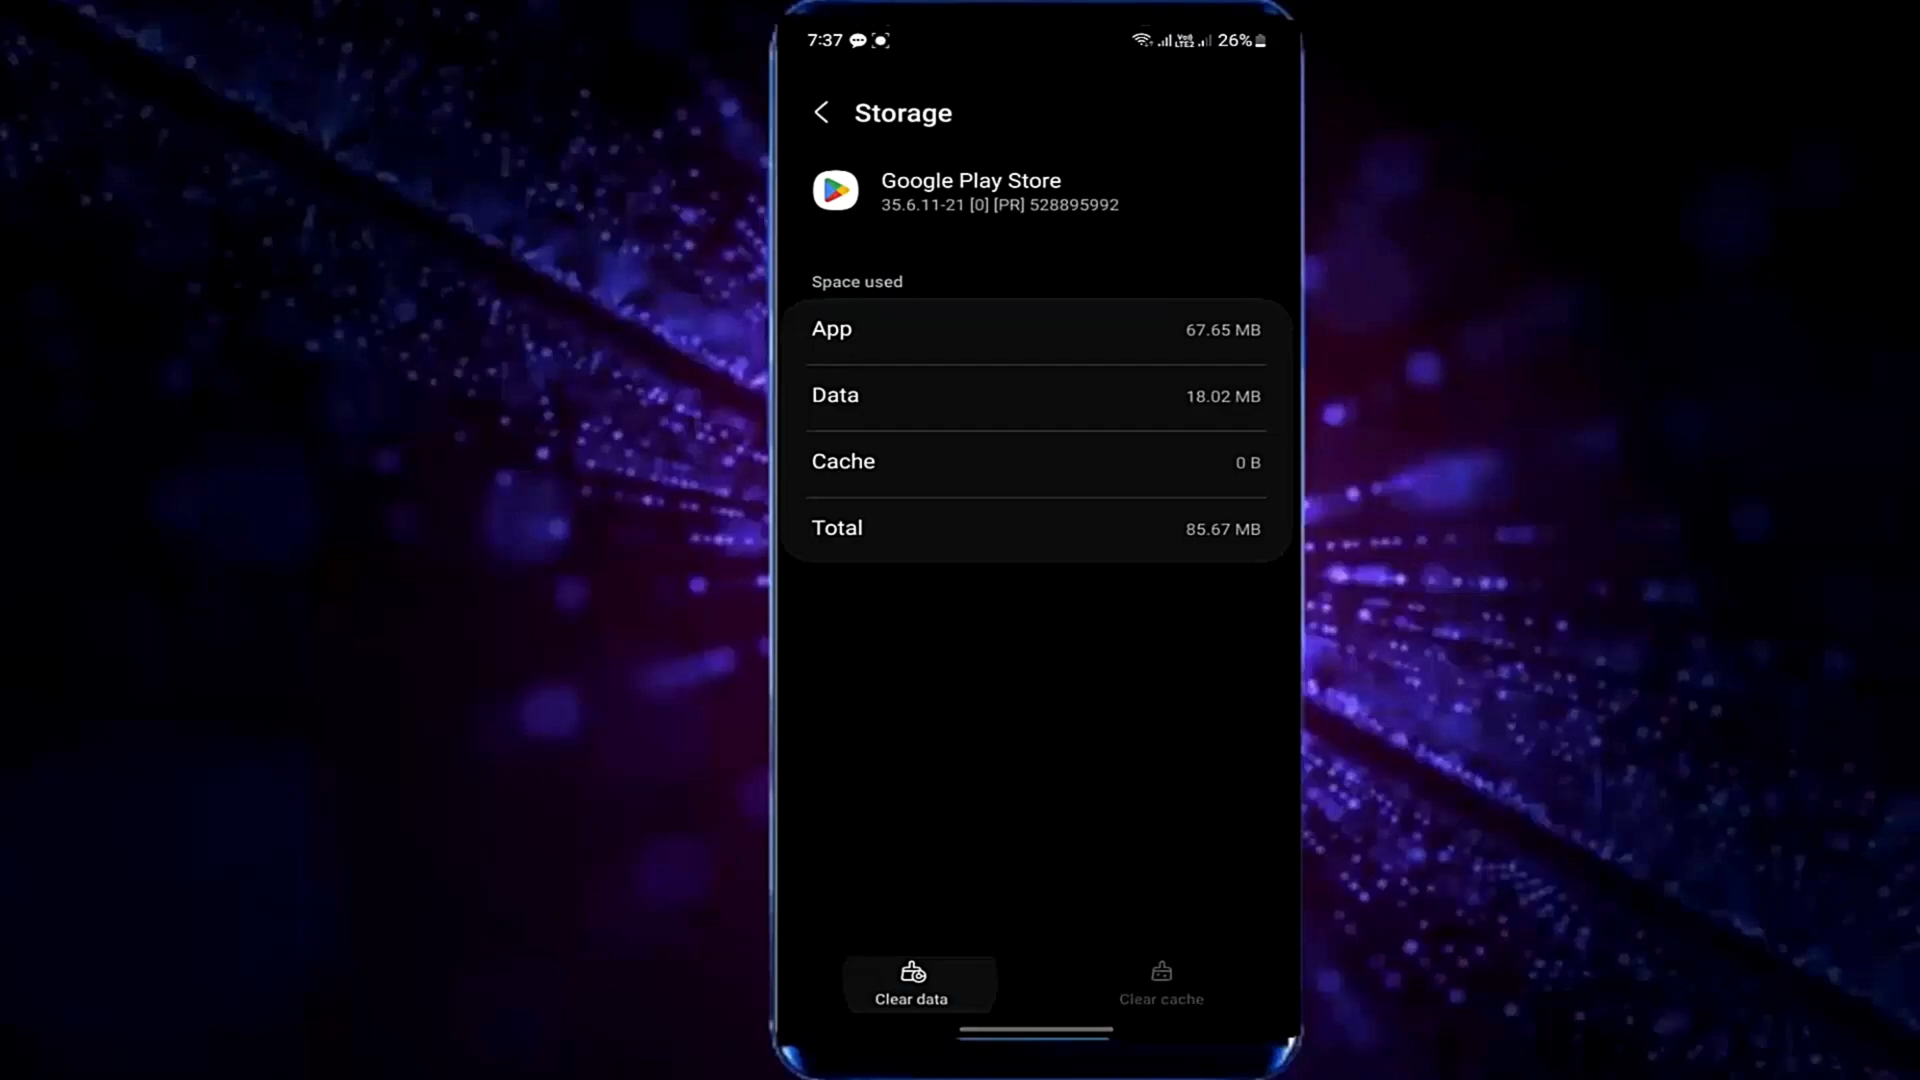 7:37 26%
Storage
Google Play Store
35.6.11-21 [0] [PR] 528895992
Space used
App 67.65 MB
Data 18.02 MB
Cache 0 B
Total 85.67 MB
Clear data Clear cache